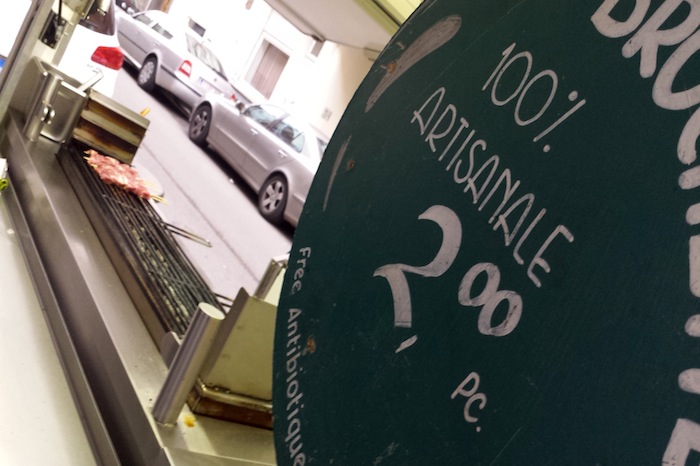 100%
ARTISANALE
2,00
PC.
Free Antibiotique